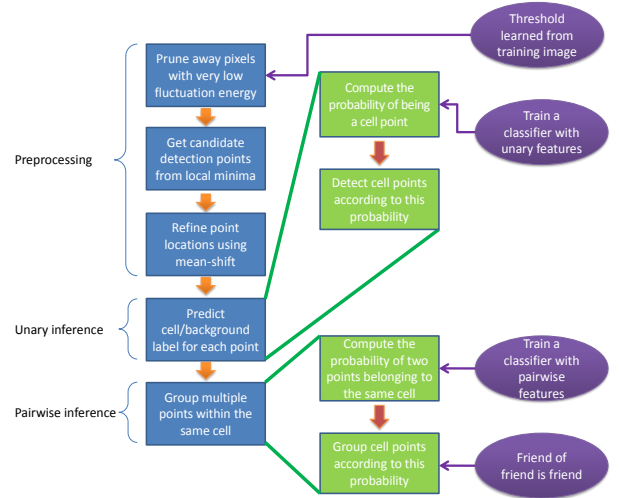 Threshold
learned from
training image
Prune away pixels
with very low
fluctuation energy
Compute the
probability of being
a cell point
Train a
classifier with
unary features
Preprocessing
Get candidate
detection points
from local minima
Detect cell points
according to this
probability
Refine point
locations using
mean-shift
Unary inference
Predict
cell/background
label for each point
Compute the
probability of two
points belonging to
the same cell
Train a
classifier with
pairwise
features
Pairwise inference
Group multiple
points within the
same cell
Group cell points
according to this
probability
Friend of
friend is friend